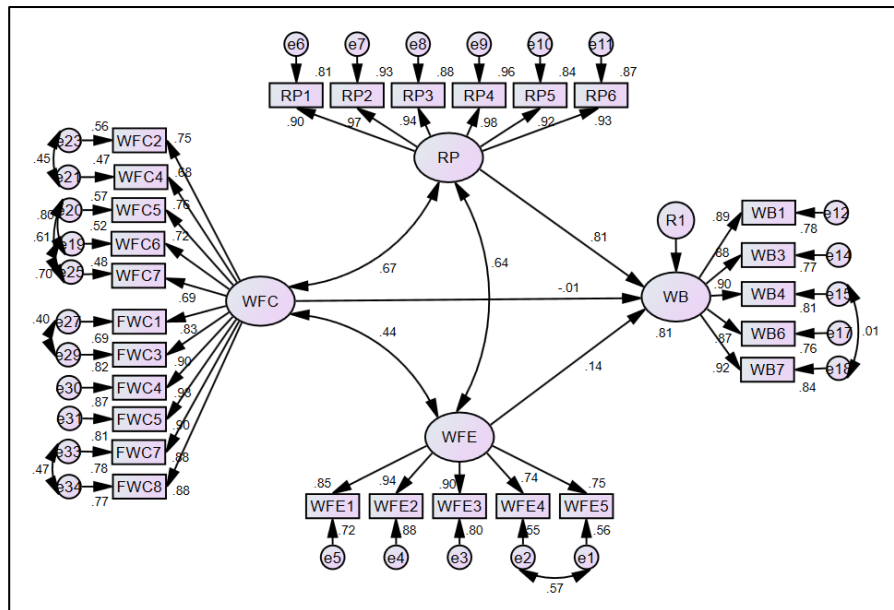 e6 e7 e8 e9 e10 e11
.81 .93 .88 .96 .84 .87
RP1 RP2 RP3 RP4 RP5 RP6
.90 .97 .94 .98 .92 .93
RP
e23 .56 WFC2 .75
.45
e21 .47 WFC4 .68
e20 .57 WFC5 .76
.80
e19 .52 WFC6 .72
.61
e25 .48 WFC7 .69
.70
WFC
.67
.64
.81
-.01
.44
.14
R1
WB
.81
.89 WB1 .78 e12
.88 WB3 .77 e14
.90 WB4 .81 e15
.87 WB6 .76 e17
.92 WB7 .84 e18
.01
e27 FWC1 .83
.40 .69
e29 FWC3 .90
.82
e30 FWC4 .93
.87
e31 FWC5 .90
.81
e33 FWC7 .88
.47 .78
e34 FWC8 .88
.77
WFE
.85 .94 .90 .74 .75
WFE1 WFE2 WFE3 WFE4 WFE5
.72 .88 .80 .55 .56
e5 e4 e3 e2 e1
.57